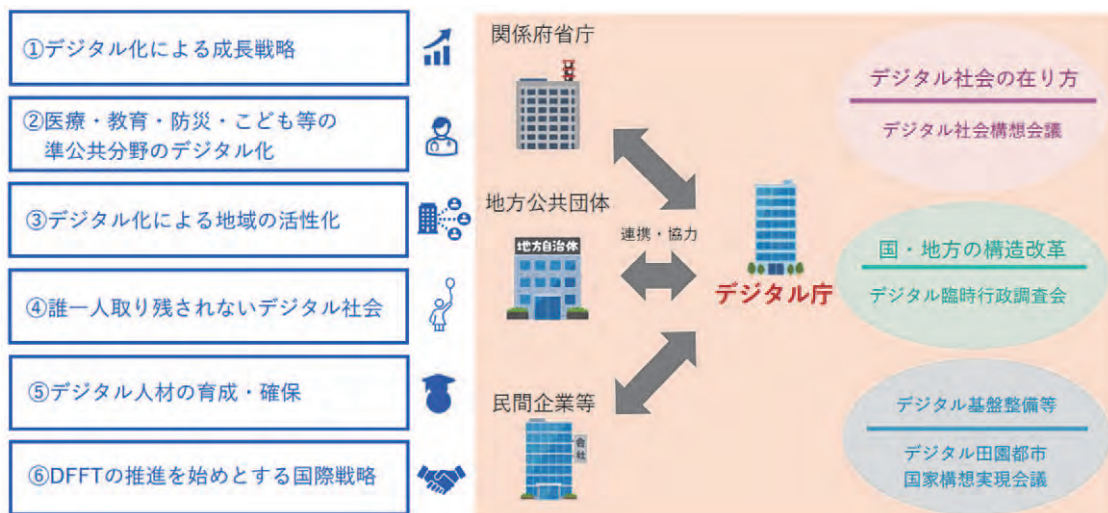 ①デジタル化による成長戦略
②医療・教育・防災・こども等の
準公共分野のデジタル化
③デジタル化による地域の活性化
④誰一人取り残されないデジタル社会
⑤デジタル人材の育成・確保
⑥DFFTの推進を始めとする国際戦略
関係府省庁
地方公共団体
地方自治体
民間企業等
会社
連携・協力
デジタル庁
デジタル社会の在り方
デジタル社会構想会議
国・地方の構造改革
デジタル臨時行政調査会
デジタル基盤整備等
デジタル田園都市
国家構想実現会議